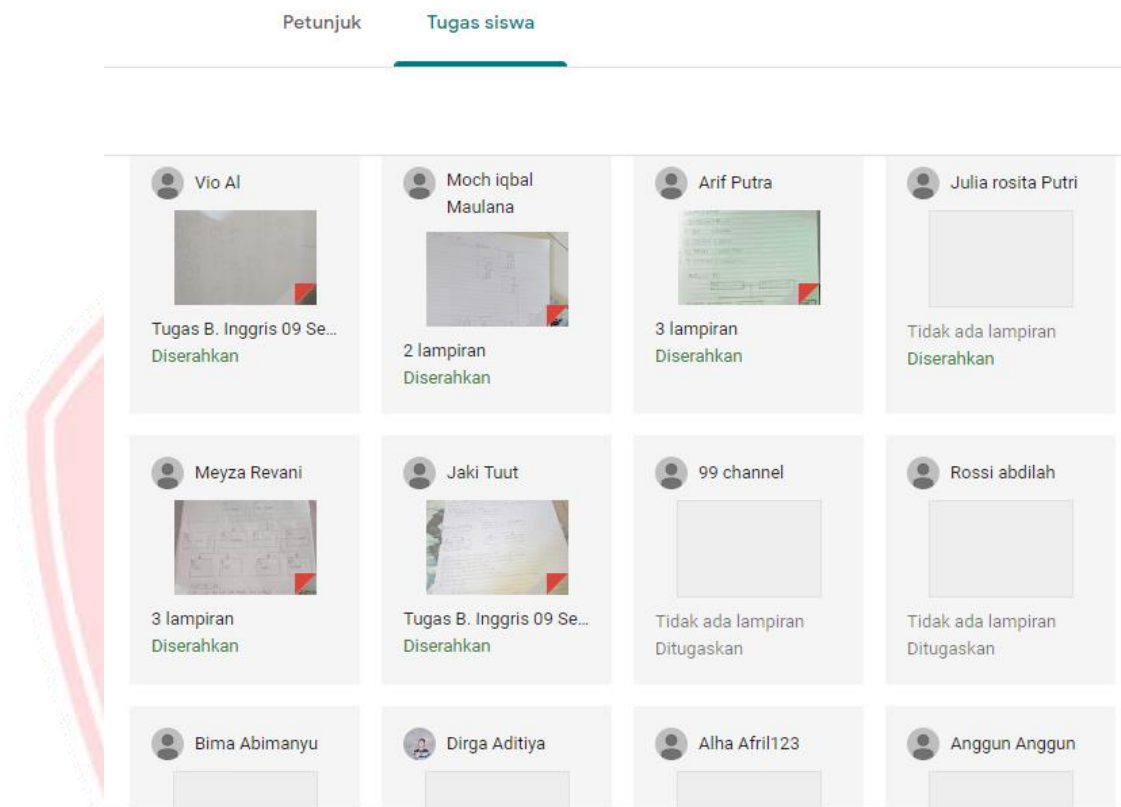 Petunjuk Tugas siswa
Vio Al
Tugas B. Inggris 09 Se...
Diserahkan
Moch iqbal
Maulana
2 lampiran
Diserahkan
Arif Putra
3 lampiran
Diserahkan
Julia rosita Putri
Tidak ada lampiran
Diserahkan
Meyza Revani
3 lampiran
Diserahkan
Jaki Tuut
Tugas B. Inggris 09 Se...
Diserahkan
99 channel
Tidak ada lampiran
Ditugaskan
Rossi abdilah
Tidak ada lampiran
Ditugaskan
Bima Abimanyu
Dirga Aditiya
Alha Afril123
Anggun Anggun